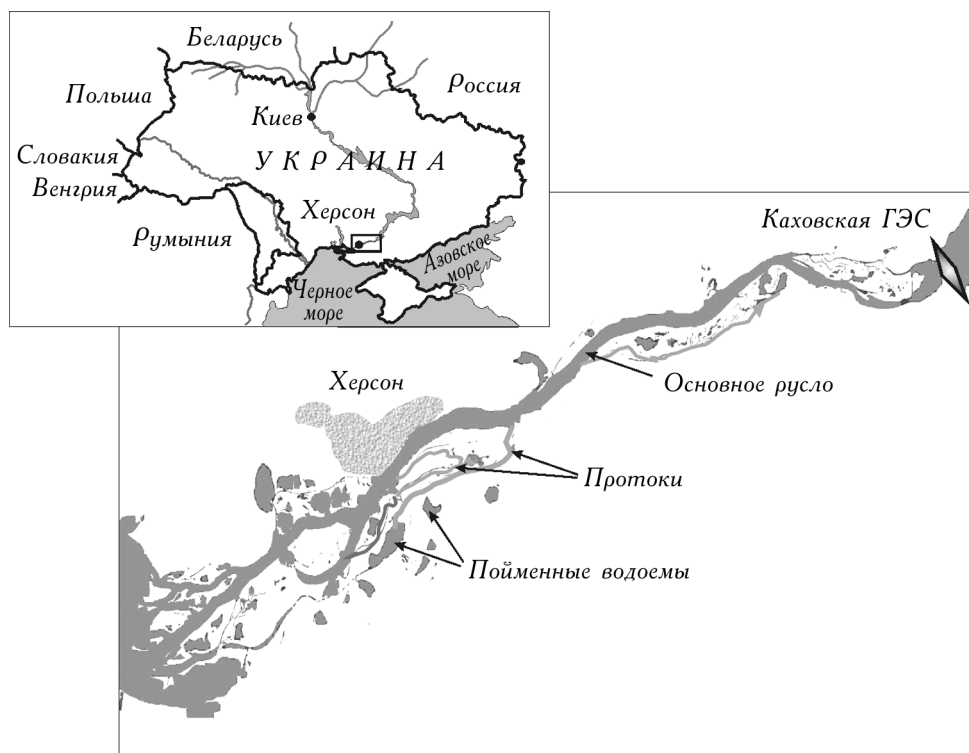 Беларусь
Польша
Россия
Киев
Словакия
УКРАИНА
Венгрия
Херсон
Румыния
Азовское
море
Черное
море
Каховская ГЭС
Основное русло
Херсон
Протоки
Пойменные водоемы